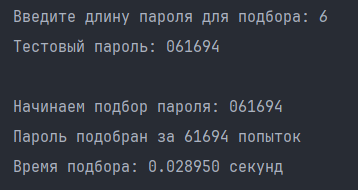 Введите длину пароля для подбора: 6
Тестовый пароль: 061694
Начинаем подбор пароля: 061694
Пароль подобран за 61694 попыток
Время подбора: 0.028950 секунд